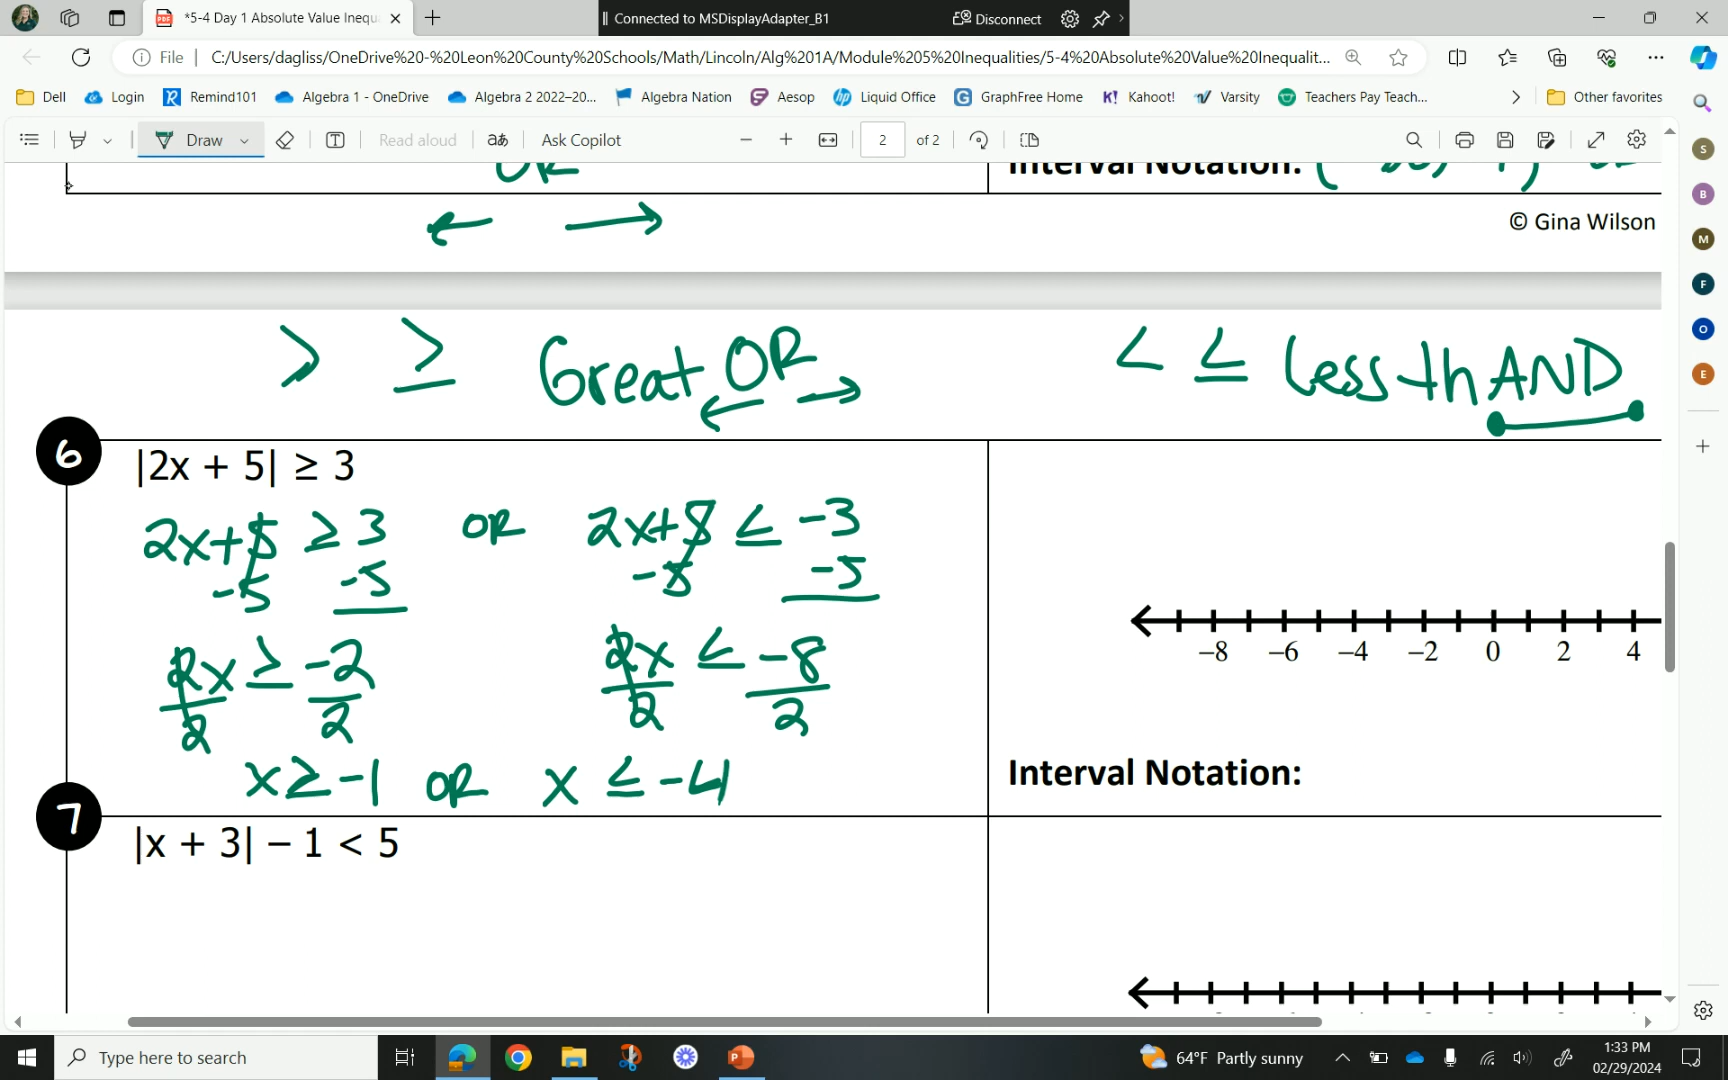 *5-4 Day 1 Absolute Value Inequ
Connected to MSDisplayAdapter_B1
Disconnect
File
C:/Users/dagliss/OneDrive%20-%20Leon%20County%20Schools/Math/Lincoln/Alg%201A/Module%205%20Inequalities/5-4%20Absolute%20Value%20Inequalit...
Dell Login Remind101 Algebra 1 - OneDrive Algebra 2 2022–20... Algebra Nation Aesop Liquid Office GraphFree Home K! Kahoot! Varsity Teachers Pay Teach... Other favorites
Draw Read aloud aあ Ask Copilot 2 of 2
OR
Interval Notation: (
© Gina Wilson
> ≥ Great OR
< ≤ Less thAND
6
|2x + 5| ≥ 3
2x+5 ≥ 3 OR 2x+5 ≤ -3
-5 -5 -5 -5
2x ≥ -2 2x ≤ -8
2 2 2 2
x ≥ -1 OR x ≤ -4
–8 –6 –4 –2 0 2 4
Interval Notation:
7
|x + 3| – 1 < 5
S
B
M
F
O
E
Type here to search
64°F Partly sunny
1:33 PM
02/29/2024